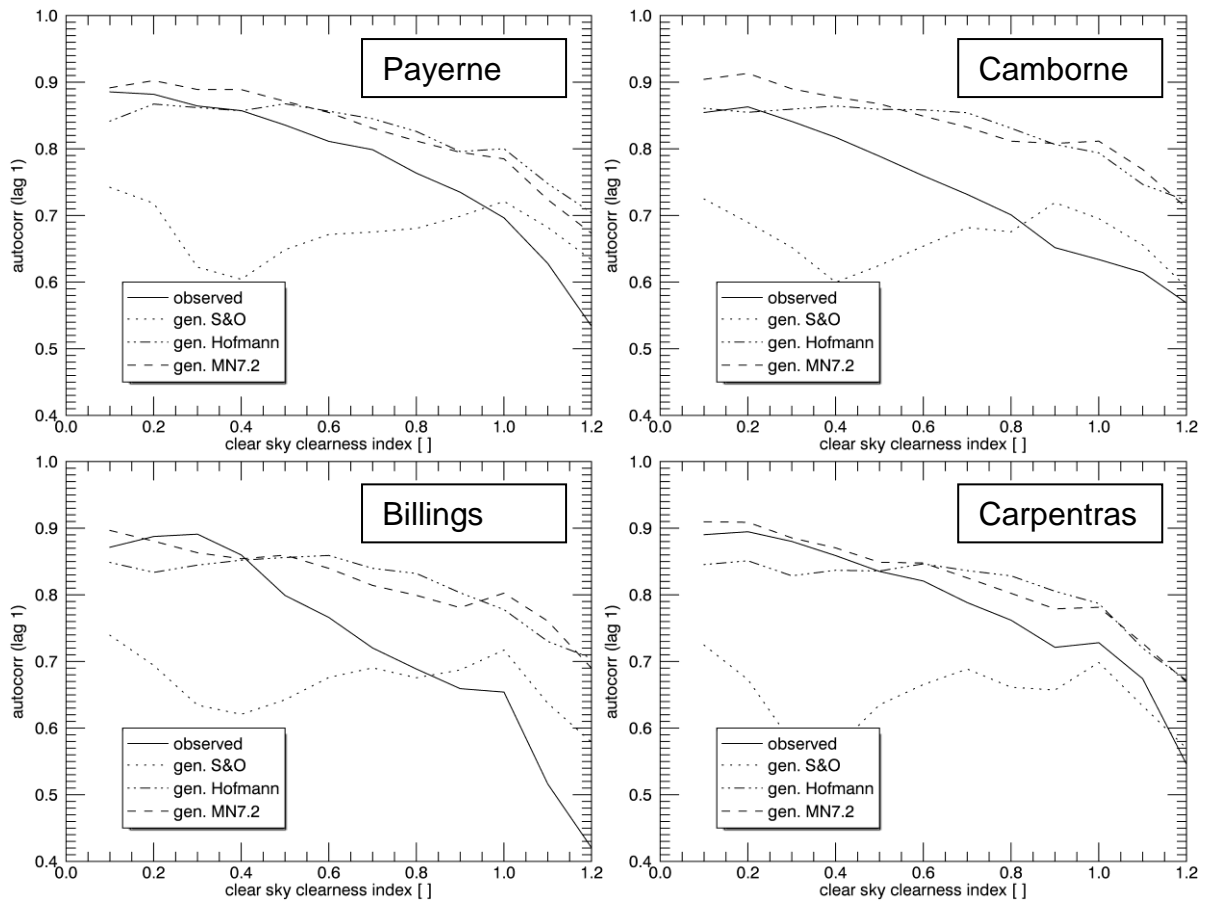 Payerne
1.0
0.9
0.8
0.7
0.6
0.5
0.4
autocorr (lag 1)
observed
gen. S&O
gen. Hofmann
gen. MN7.2
0.0 0.2 0.4 0.6 0.8 1.0 1.2
clear sky clearness index [ ]
Camborne
1.0
0.9
0.8
0.7
0.6
0.5
0.4
autocorr (lag 1)
observed
gen. S&O
gen. Hofmann
gen. MN7.2
0.0 0.2 0.4 0.6 0.8 1.0 1.2
clear sky clearness index [ ]
Billings
1.0
0.9
0.8
0.7
0.6
0.5
0.4
autocorr (lag 1)
observed
gen. S&O
gen. Hofmann
gen. MN7.2
0.0 0.2 0.4 0.6 0.8 1.0 1.2
clear sky clearness index [ ]
Carpentras
1.0
0.9
0.8
0.7
0.6
0.5
0.4
autocorr (lag 1)
observed
gen. S&O
gen. Hofmann
gen. MN7.2
0.0 0.2 0.4 0.6 0.8 1.0 1.2
clear sky clearness index [ ]